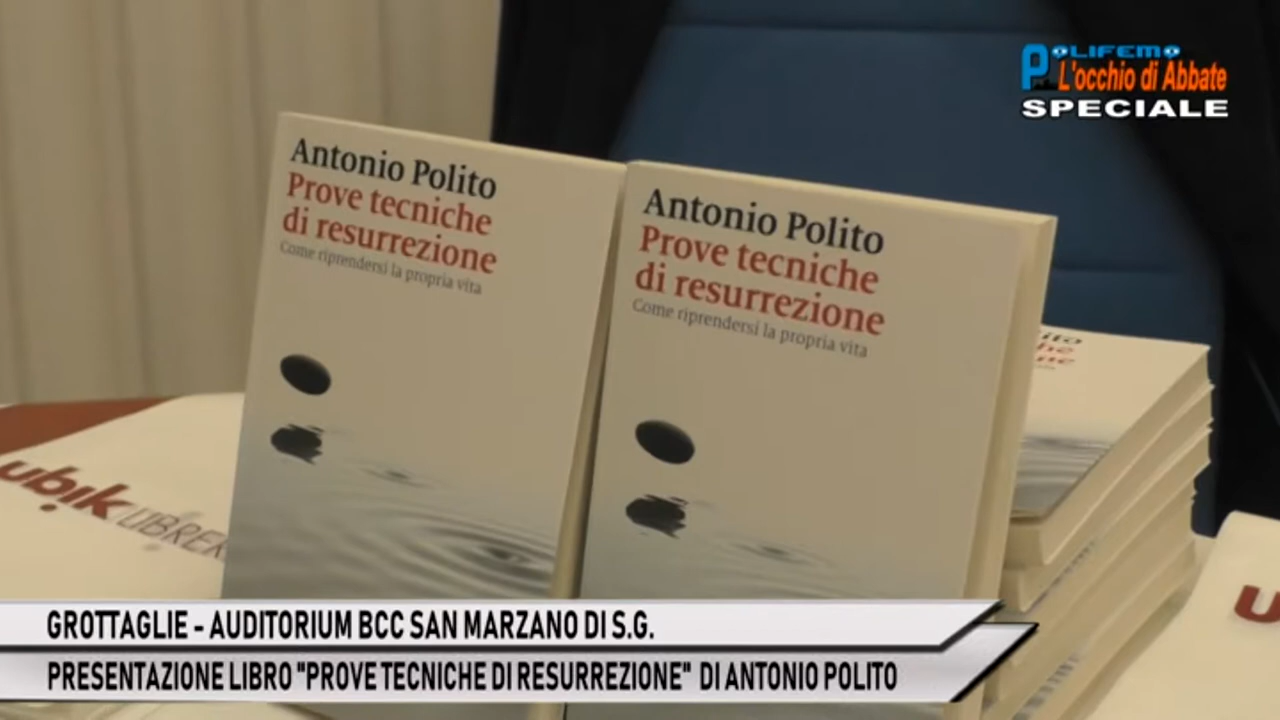 POLIFEMO
L'occhio di Abbate
SPECIALE
Antonio Polito
Prove tecniche
di resurrezione
Come riprendersi la propria vita
Antonio Polito
Prove tecniche
di resurrezione
Come riprendersi la propria vita
ubik
GROTTAGLIE – AUDITORIUM BCC SAN MARZANO DI S.G.
PRESENTAZIONE LIBRO "PROVE TECNICHE DI RESURREZIONE" DI ANTONIO POLITO